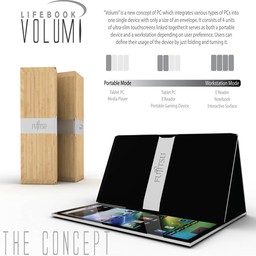 LIFEBOOK
VOLUMI
"Volumi" is a new concept of PC which integrates various types of PCs into
one single device with only a size of an envelope. It consists of 4 units
of ultra-slim touchscreens linked together. It serves both as a portable
device and a workstation depending on user preference. Users can
define their usage of the device by just folding and turning it.
Portable Mode
Workstation Mode
Tablet PC
Media Player
Tablet PC
E Reader
Portable Gaming Device
E Reader
Notebook
Interactive Surface
FUJITSU
FUJITSU
THE CONCEPT